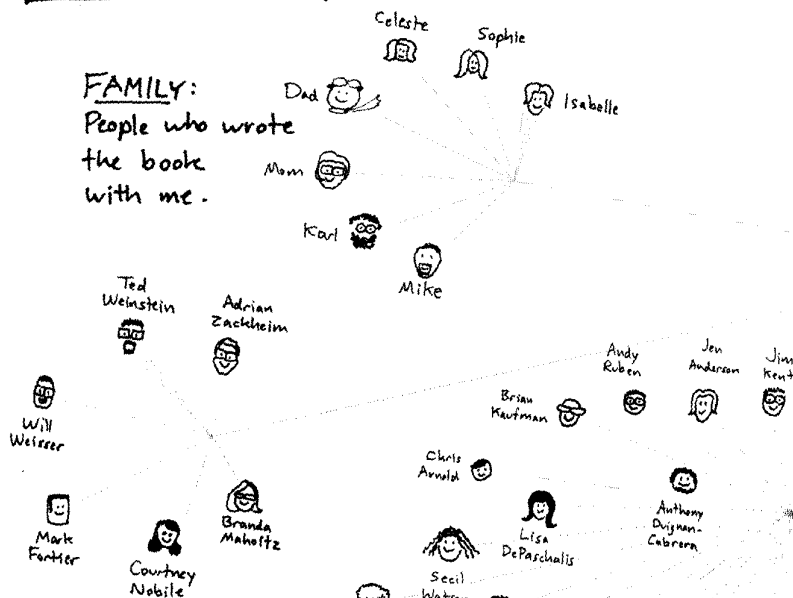 FAMILY:
People who wrote
the book
with me.
Celeste
Sophie
Isabelle
Dad
Mom
Karl
Mike
Ted
Weinstein
Adrian
Zackheim
Will
Weisser
Mark
Fortier
Courtney
Nobile
Branda
Maholtz
Andy
Ruben
Jen
Anderson
Jim
Kent
Brian
Kaufman
Chris
Arnold
Lisa
DePaschalis
Anthony
Duignan-
Cabrera
Secil